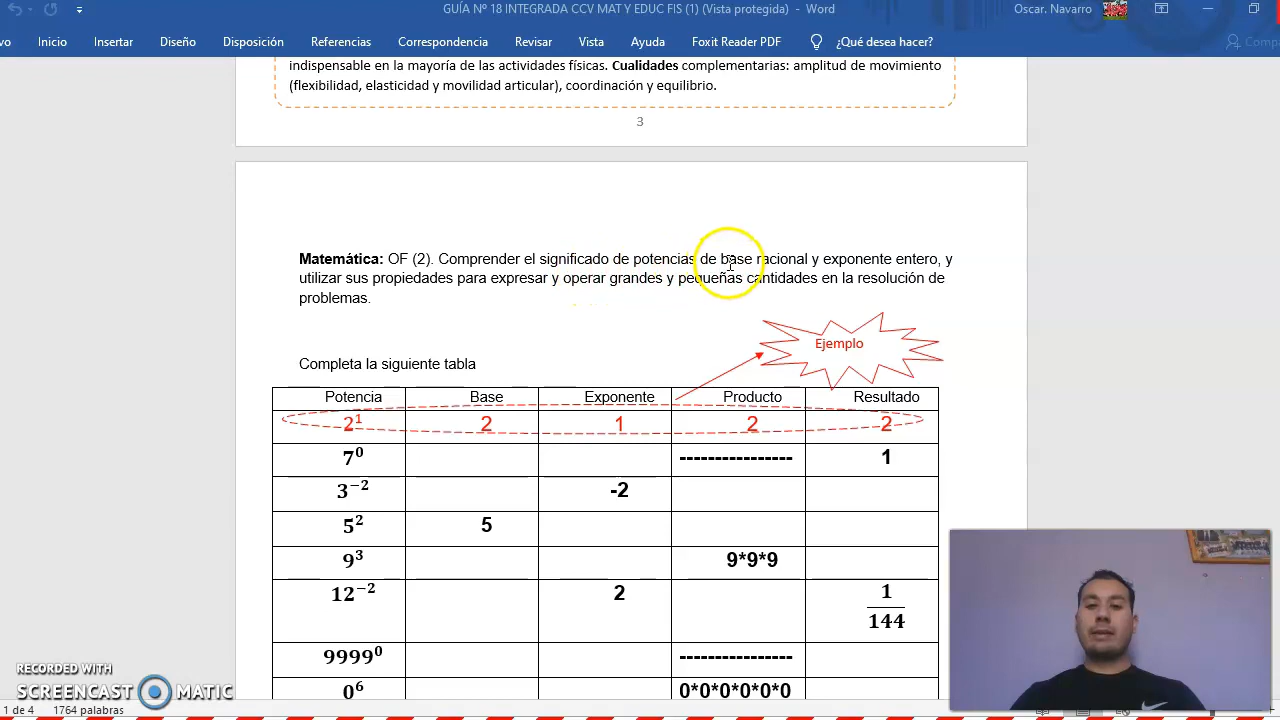 GUÍA Nº 18 INTEGRADA CCV MAT Y EDUC FIS (1) (Vista protegida) - Word
Oscar. Navarro
vo Inicio Insertar Diseño Disposición Referencias Correspondencia Revisar Vista Ayuda Foxit Reader PDF ¿Qué desea hacer? Comp
indispensable en la mayoría de las actividades físicas. Cualidades complementarias: amplitud de movimiento
(flexibilidad, elasticidad y movilidad articular), coordinación y equilibrio.
3
Matemática: OF (2). Comprender el significado de potencias de base racional y exponente entero, y
utilizar sus propiedades para expresar y operar grandes y pequeñas cantidades en la resolución de
problemas.
Ejemplo
Completa la siguiente tabla
Potencia Base Exponente Producto Resultado
2¹ 2 1 2 2
7⁰ ---------------- 1
3⁻² -2
5² 5
9³ 9*9*9
12⁻² 2 1/144
9999⁰ ----------------
0⁶ 0*0*0*0*0*0
RECORDED WITH
SCREENCAST MATIC
1 de 4 1764 palabras